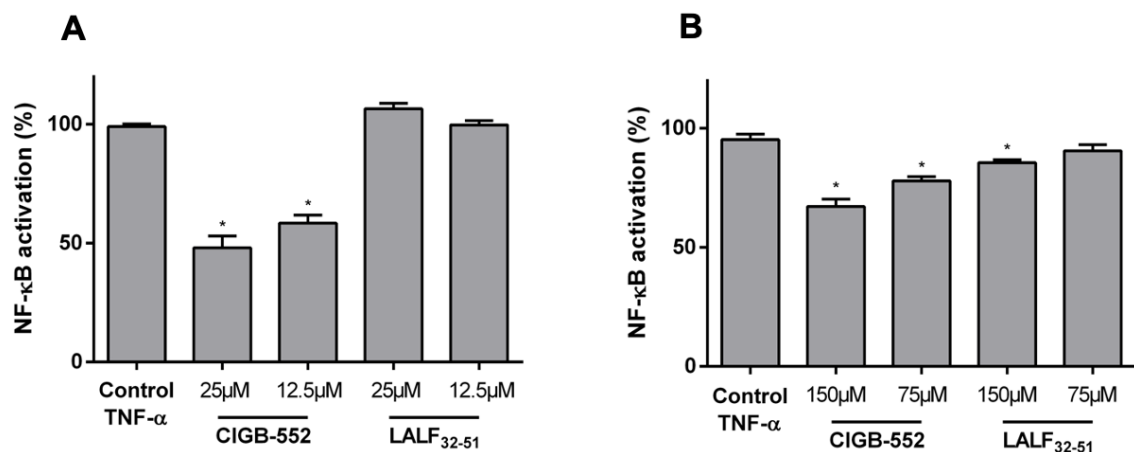 A
NF-κB activation (%)
100
50
0
* *
Control TNF-α
25µM 12.5µM 25µM 12.5µM
CIGB-552 LALF32-51
B
NF-κB activation (%)
100
50
0
* * *
Control TNF-α
150µM 75µM 150µM 75µM
CIGB-552 LALF32-51